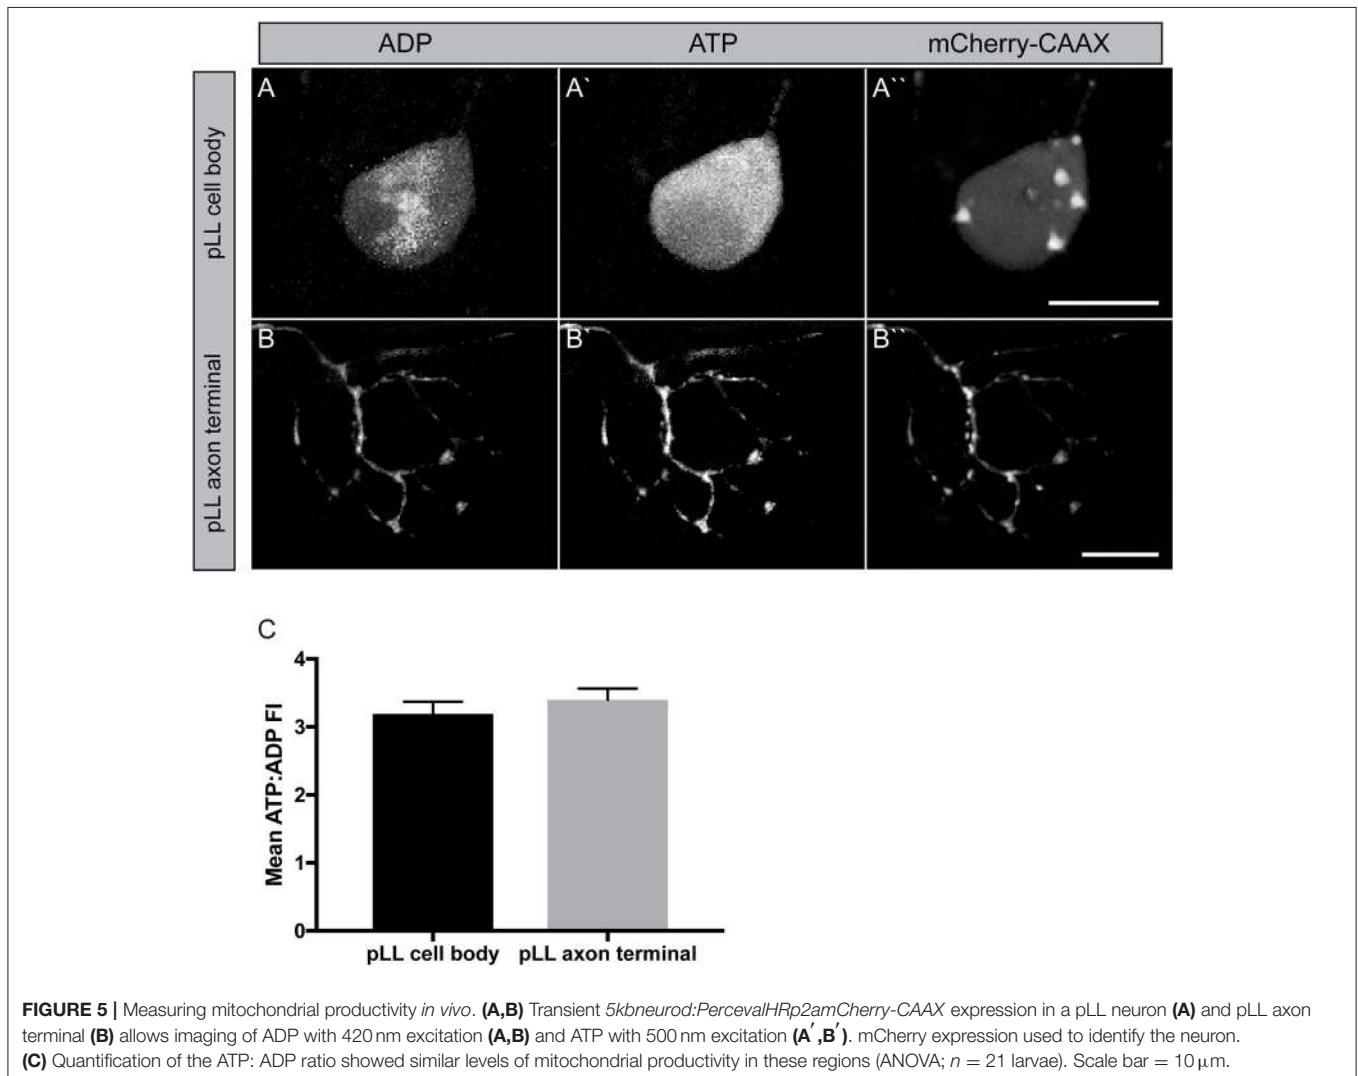 ADP ATP mCherry-CAAX
pLL cell body
A A` A``
pLL axon terminal
B B` B``
C
Mean ATP:ADP FI
4
3
2
1
0
pLL cell body pLL axon terminal
FIGURE 5 | Measuring mitochondrial productivity in vivo. (A,B) Transient 5kbneurod:PercevalHRp2amCherry-CAAX expression in a pLL neuron (A) and pLL axon
terminal (B) allows imaging of ADP with 420 nm excitation (A,B) and ATP with 500 nm excitation (A′,B′). mCherry expression used to identify the neuron.
(C) Quantification of the ATP: ADP ratio showed similar levels of mitochondrial productivity in these regions (ANOVA; n = 21 larvae). Scale bar = 10 μm.